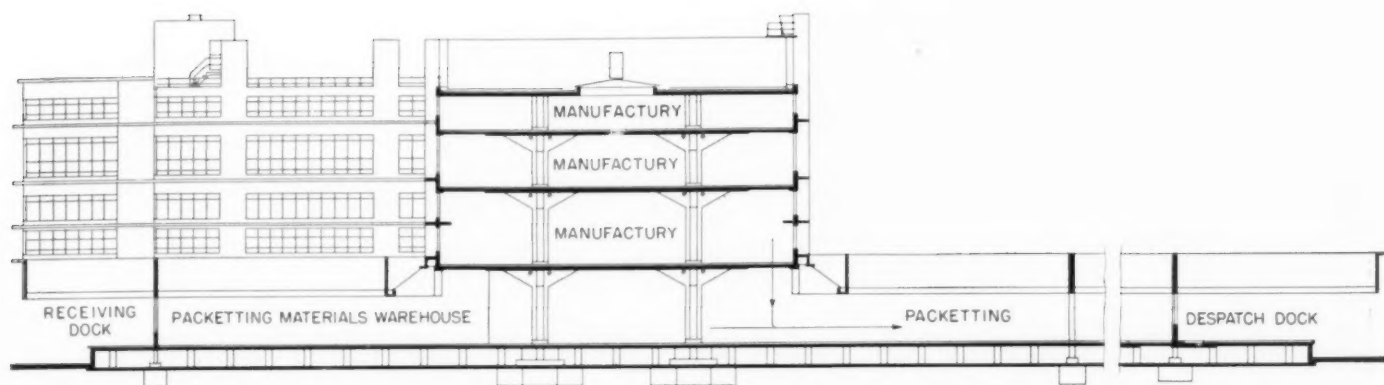 MANUFACTURY
MANUFACTURY
MANUFACTURY
RECEIVING
DOCK
PACKETTING MATERIALS WAREHOUSE
PACKETTING
DESPATCH DOCK